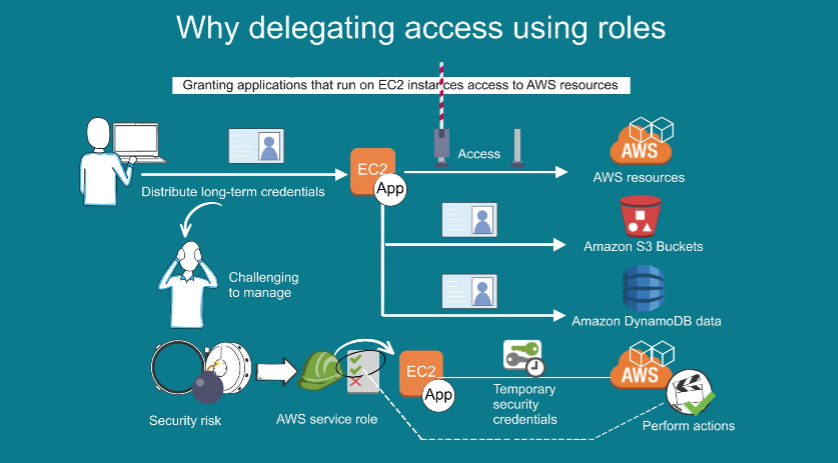 Why delegating access using roles
Granting applications that run on EC2 instances access to AWS resources
EC2
App
Access
AWS
AWS resources
Distribute long-term credentials
Amazon S3 Buckets
Challenging
to manage
Amazon DynamoDB data
Security risk
AWS service role
EC2
App
Temporary
security
credentials
AWS
Perform actions